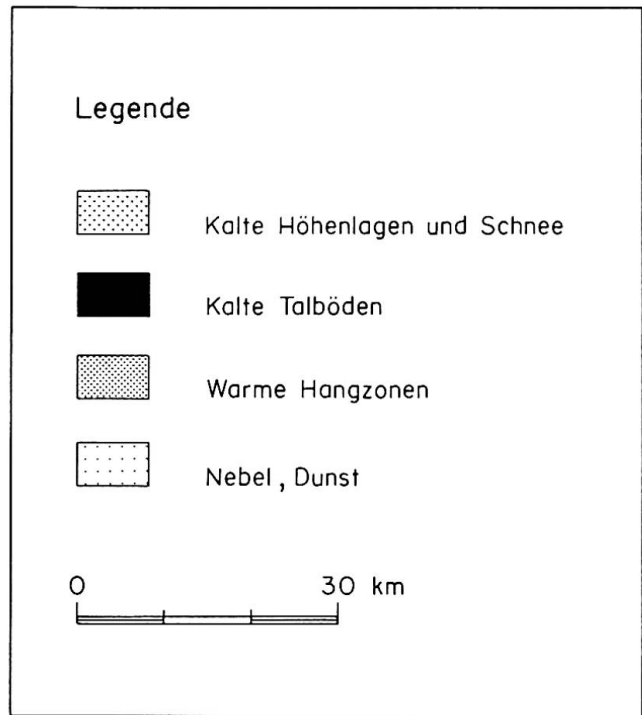 Legende
Kalte Höhenlagen und Schnee
Kalte Talböden
Warme Hangzonen
Nebel, Dunst
0 30 km